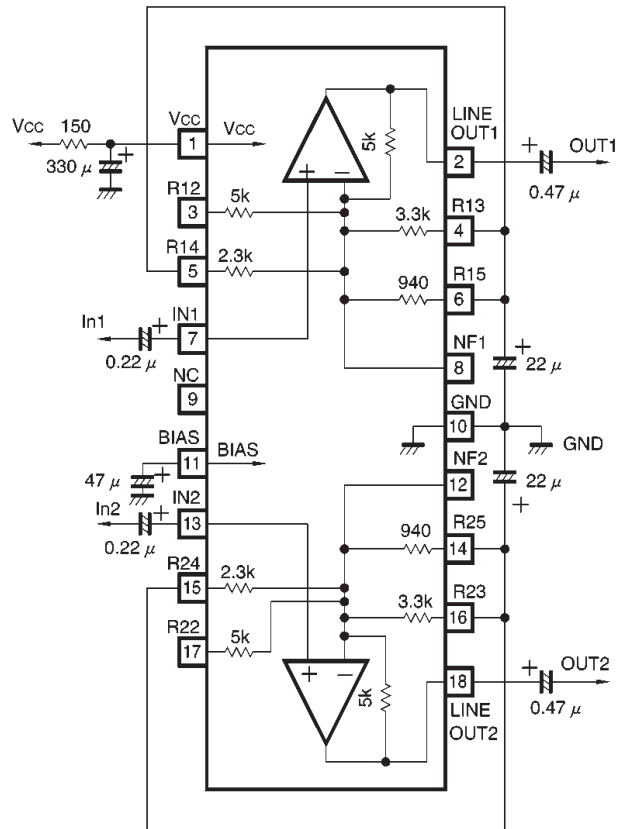 LINE
OUT1
Vcc 150
Vcc
1
Vcc
5k
2
+ OUT1
330 μ
+
0.47 μ
R12
3
5k
+ −
3.3k
R13
4
R14
5
2.3k
940
R15
6
In1
+
IN1
7
0.22 μ
NF1
8
+
22 μ
NC
9
GND
10
GND
BIAS
11
BIAS
47 μ
+
NF2
12
22 μ
+
In2
+
IN2
13
0.22 μ
940
R25
14
R24
15
2.3k
3.3k
R23
16
R22
17
5k
+ −
5k
18
+ OUT2
0.47 μ
LINE
OUT2